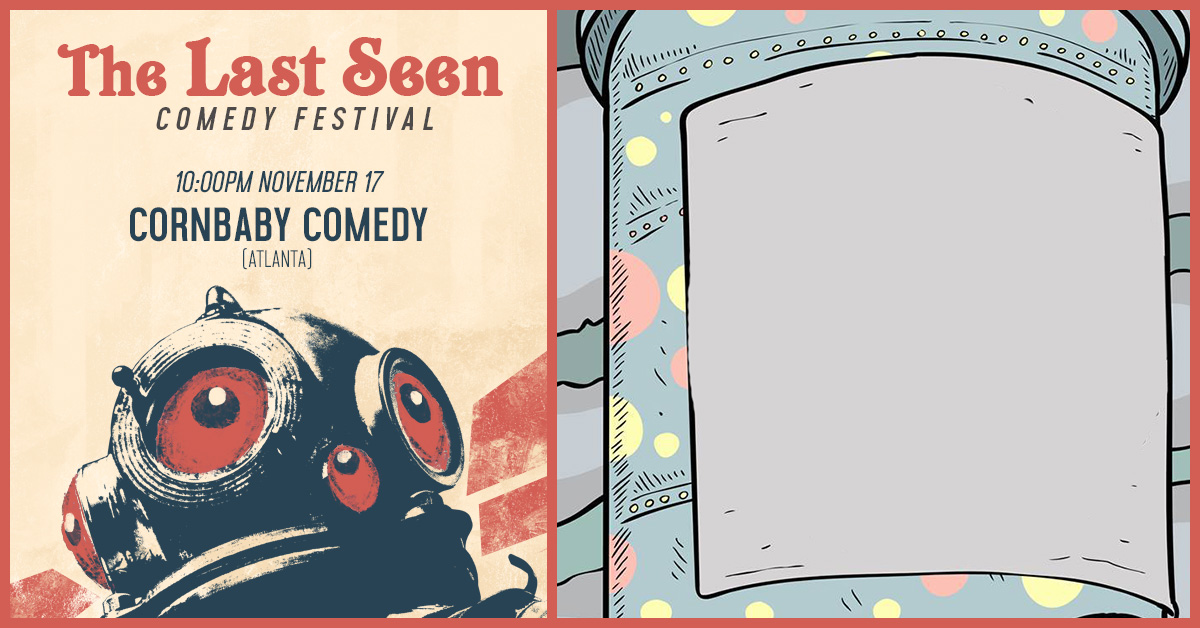 The Last Seen
COMEDY FESTIVAL
10:00PM NOVEMBER 17
CORNBABY COMEDY
(ATLANTA)